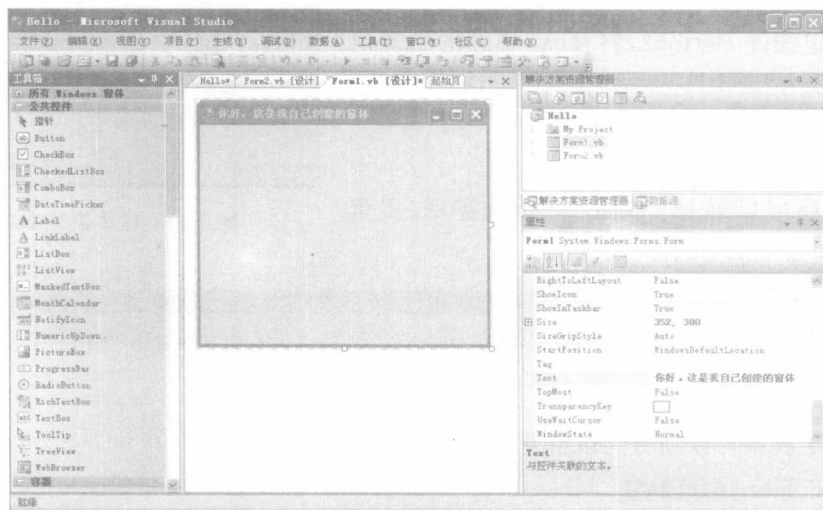 Hello - Microsoft Visual Studio
文件(F) 编辑(E) 视图(V) 项目(P) 生成(B) 调试(D) 数据(A) 工具(T) 窗口(W) 社区(C) 帮助(H)
工具箱
所有 Windows 窗体
公共控件
指针
Button
CheckBox
CheckedListBox
ComboBox
DateTimePicker
Label
LinkLabel
ListBox
ListView
MaskedTextBox
MonthCalendar
NotifyIcon
NumericUpDown
PictureBox
ProgressBar
RadioButton
RichTextBox
TextBox
ToolTip
TreeView
WebBrowser
容器
就绪
Hello* Form2.vb [设计] Form1.vb [设计]* 起始页
你好，这是我自己创建的窗体
解决方案资源管理器
Hello
My Project
Form1.vb
Form2.vb
解决方案资源管理器 数据源
属性
Form1 System.Windows.Forms.Form
RightToLeftLayout False
ShowIcon True
ShowInTaskbar True
Size 352, 300
SizeGripStyle Auto
StartPosition WindowsDefaultLocation
Tag
Text 你好，这是我自己创建的窗体
TopMost False
TransparencyKey
UseWaitCursor False
WindowState Normal
Text
与控件关联的文本。